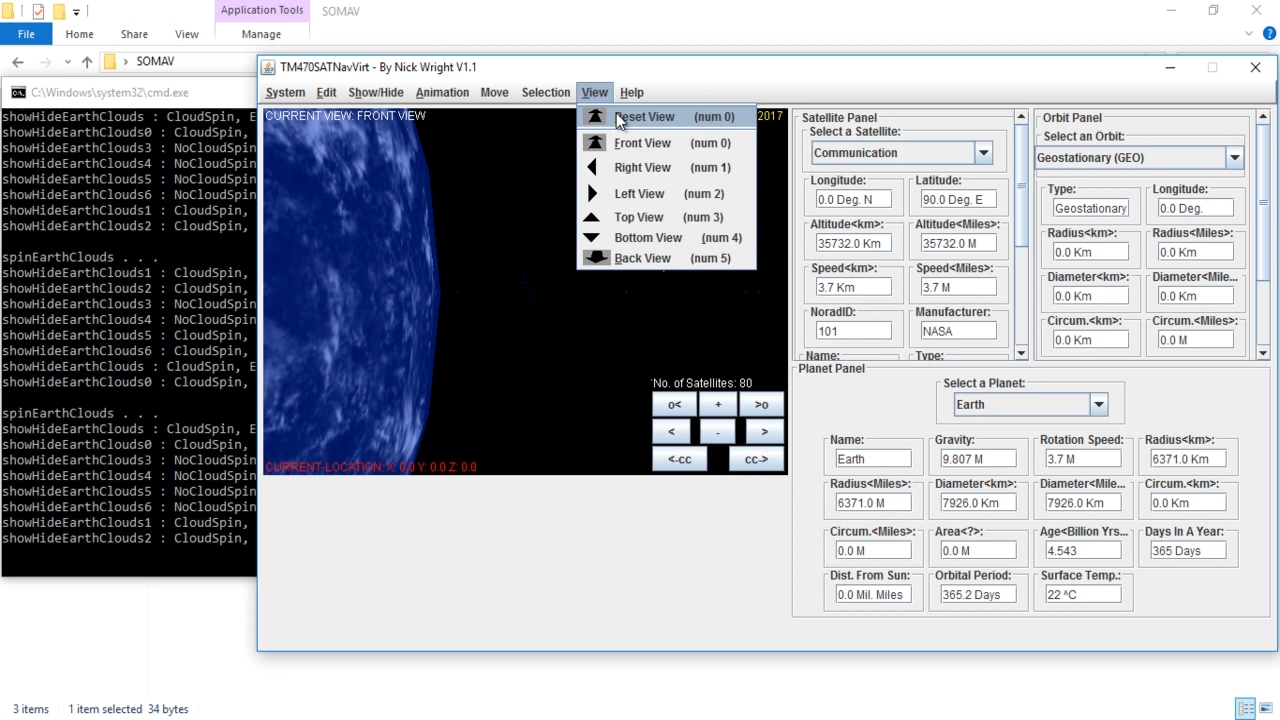 Application Tools
SOMAV
File
Home
Share
View
Manage
SOMAV
C:\Windows\system32\cmd.exe
showHideEarthClouds : CloudSpin, E
showHideEarthClouds0 : CloudSpin,
showHideEarthClouds3 : NoCloudSpin
showHideEarthClouds4 : NoCloudSpin
showHideEarthClouds5 : NoCloudSpin
showHideEarthClouds6 : NoCloudSpin
showHideEarthClouds1 : CloudSpin,
showHideEarthClouds2 : CloudSpin,
spinEarthClouds . . .
showHideEarthClouds1 : CloudSpin,
showHideEarthClouds2 : CloudSpin,
showHideEarthClouds3 : NoCloudSpin
showHideEarthClouds4 : NoCloudSpin
showHideEarthClouds5 : CloudSpin,
showHideEarthClouds6 : CloudSpin,
showHideEarthClouds : CloudSpin, E
showHideEarthClouds0 : CloudSpin,
spinEarthClouds . . .
showHideEarthClouds : CloudSpin, E
showHideEarthClouds0 : CloudSpin,
showHideEarthClouds3 : NoCloudSpin
showHideEarthClouds4 : NoCloudSpin
showHideEarthClouds5 : NoCloudSpin
showHideEarthClouds6 : NoCloudSpin
showHideEarthClouds1 : CloudSpin,
showHideEarthClouds2 : CloudSpin,
TM470SATNavVirt - By Nick Wright V1.1
System Edit Show/Hide Animation Move Selection View Help
CURRENT VIEW: FRONT VIEW
2017
eset View (num 0)
Front View (num 0)
Right View (num 1)
Left View (num 2)
Top View (num 3)
Bottom View (num 4)
Back View (num 5)
No. of Satellites: 80
o< + >o
< - >
<-cc cc->
CURRENT-LOCATION: X: 0.0 Y: 0.0 Z: 0.0
Satellite Panel
Select a Satellite:
Communication
Longitude: Latitude:
0.0 Deg. N 90.0 Deg. E
Altitude<km>: Altitude<Miles>:
35732.0 Km 35732.0 M
Speed<km>: Speed<Miles>:
3.7 Km 3.7 M
NoradID: Manufacturer:
101 NASA
Name: Type:
Orbit Panel
Select an Orbit:
Geostationary (GEO)
Type: Longitude:
Geostationary 0.0 Deg.
Radius<km>: Radius<Miles>:
0.0 Km 0.0 Km
Diameter<km>: Diameter<Mile...
0.0 Km 0.0 Km
Circum.<km>: Circum.<Miles>:
0.0 Km 0.0 M
Planet Panel
Select a Planet:
Earth
Name: Gravity: Rotation Speed: Radius<km>:
Earth 9.807 M 3.7 M 6371.0 Km
Radius<Miles>: Diameter<km>: Diameter<Mile... Circum.<km>:
6371.0 M 7926.0 Km 7926.0 Km 0.0 Km
Circum.<Miles>: Area<?>: Age<Billion Yrs... Days In A Year:
0.0 M 0.0 M 4.543 365 Days
Dist. From Sun: Orbital Period: Surface Temp.:
0.0 Mil. Miles 365.2 Days 22 ^C
3 items 1 item selected 34 bytes